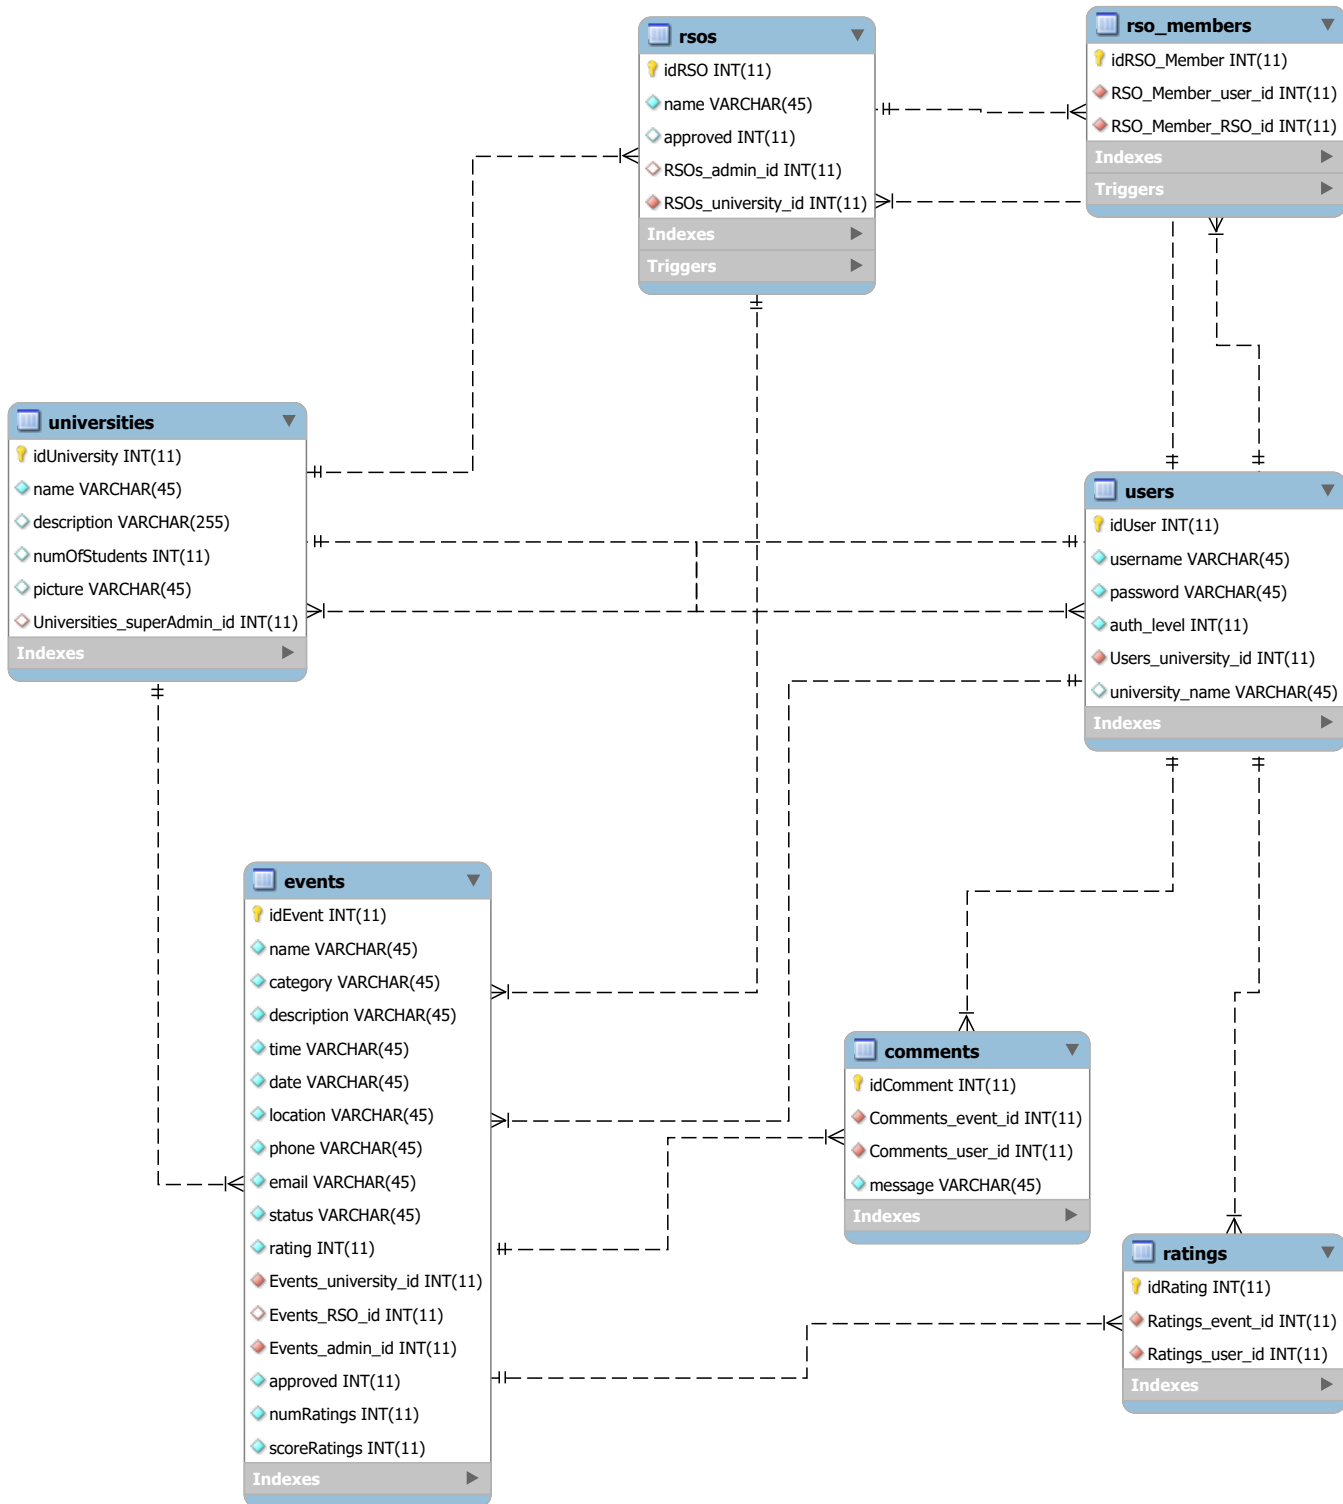 rsos
idRSO INT(11)
name VARCHAR(45)
approved INT(11)
RSOs_admin_id INT(11)
RSOs_university_id INT(11)
Indexes
Triggers
rso_members
idRSO_Member INT(11)
RSO_Member_user_id INT(11)
RSO_Member_RSO_id INT(11)
Indexes
Triggers
universities
idUniversity INT(11)
name VARCHAR(45)
description VARCHAR(255)
numOfStudents INT(11)
picture VARCHAR(45)
Universities_superAdmin_id INT(11)
Indexes
users
idUser INT(11)
username VARCHAR(45)
password VARCHAR(45)
auth_level INT(11)
Users_university_id INT(11)
university_name VARCHAR(45)
Indexes
events
idEvent INT(11)
name VARCHAR(45)
category VARCHAR(45)
description VARCHAR(45)
time VARCHAR(45)
date VARCHAR(45)
location VARCHAR(45)
phone VARCHAR(45)
email VARCHAR(45)
status VARCHAR(45)
rating INT(11)
Events_university_id INT(11)
Events_RSO_id INT(11)
Events_admin_id INT(11)
approved INT(11)
numRatings INT(11)
scoreRatings INT(11)
Indexes
comments
idComment INT(11)
Comments_event_id INT(11)
Comments_user_id INT(11)
message VARCHAR(45)
Indexes
ratings
idRating INT(11)
Ratings_event_id INT(11)
Ratings_user_id INT(11)
Indexes